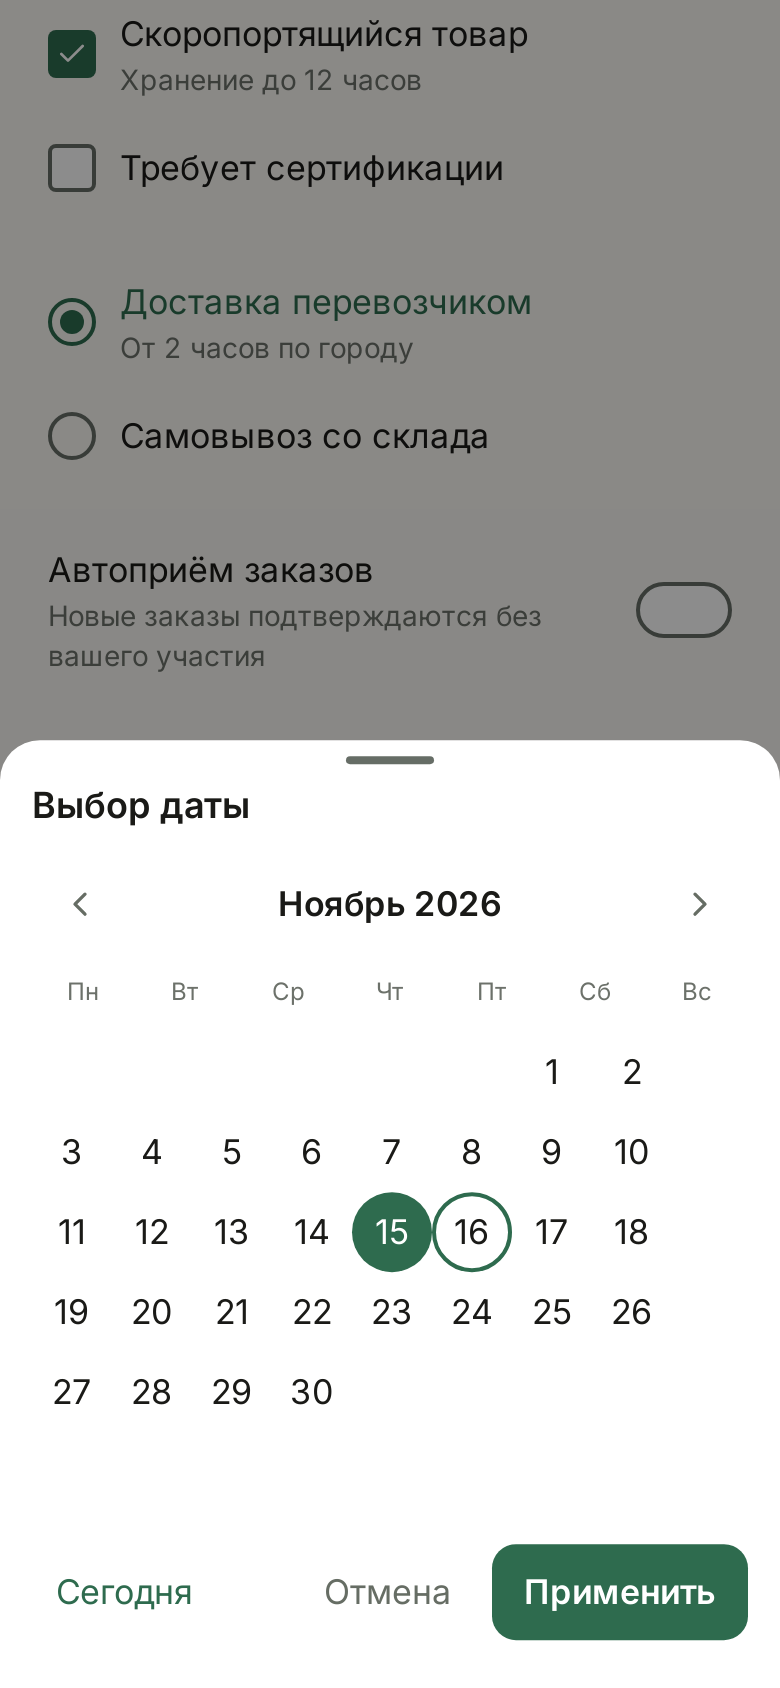 Скоропортящийся товар
Хранение до 12 часов
Требует сертификации
Доставка перевозчиком
От 2 часов по городу
Самовывоз со склада
Автоприём заказов
Новые заказы подтверждаются без
вашего участия
Выбор даты
Ноябрь 2026
Пн Вт Ср Чт Пт Сб Вс
1 2
3 4 5 6 7 8 9 10
11 12 13 14 15 16 17 18
19 20 21 22 23 24 25 26
27 28 29 30
Сегодня Отмена Применить